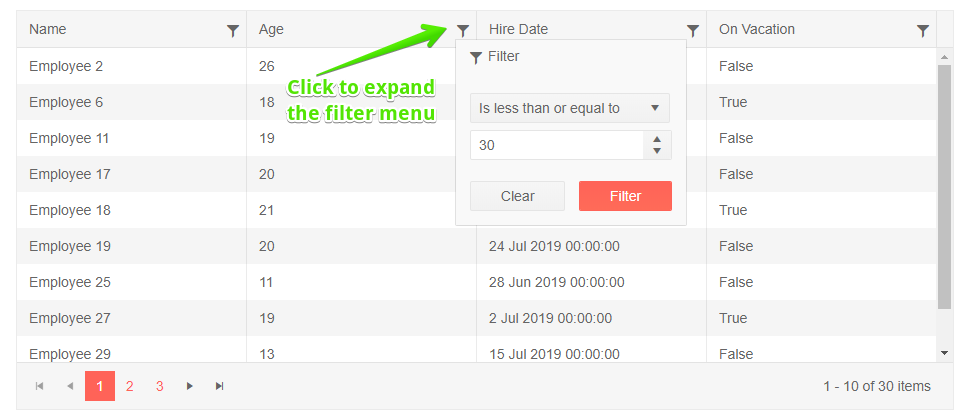 Name Age Hire Date On Vacation
Filter
Employee 2 26 False
Click to expand
the filter menu
Employee 6 18 Is less than or equal to True
Employee 11 19 30 False
Employee 17 20 False
Clear Filter
Employee 18 21 True
Employee 19 20 24 Jul 2019 00:00:00 False
Employee 25 11 28 Jun 2019 00:00:00 False
Employee 27 19 2 Jul 2019 00:00:00 True
Employee 29 13 15 Jul 2019 00:00:00 False
1 2 3 1 - 10 of 30 items